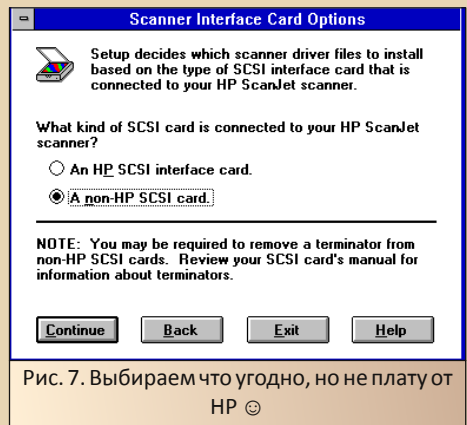 Scanner Interface Card Options
Setup decides which scanner driver files to install
based on the type of SCSI interface card that is
connected to your HP ScanJet scanner.
What kind of SCSI card is connected to your HP ScanJet
scanner?
An HP SCSI interface card.
A non-HP SCSI card.
NOTE: You may be required to remove a terminator from
non-HP SCSI cards. Review your SCSI card's manual for
information about terminators.
Continue Back Exit Help
Рис. 7. Выбираем что угодно, но не плату от
HP ☺